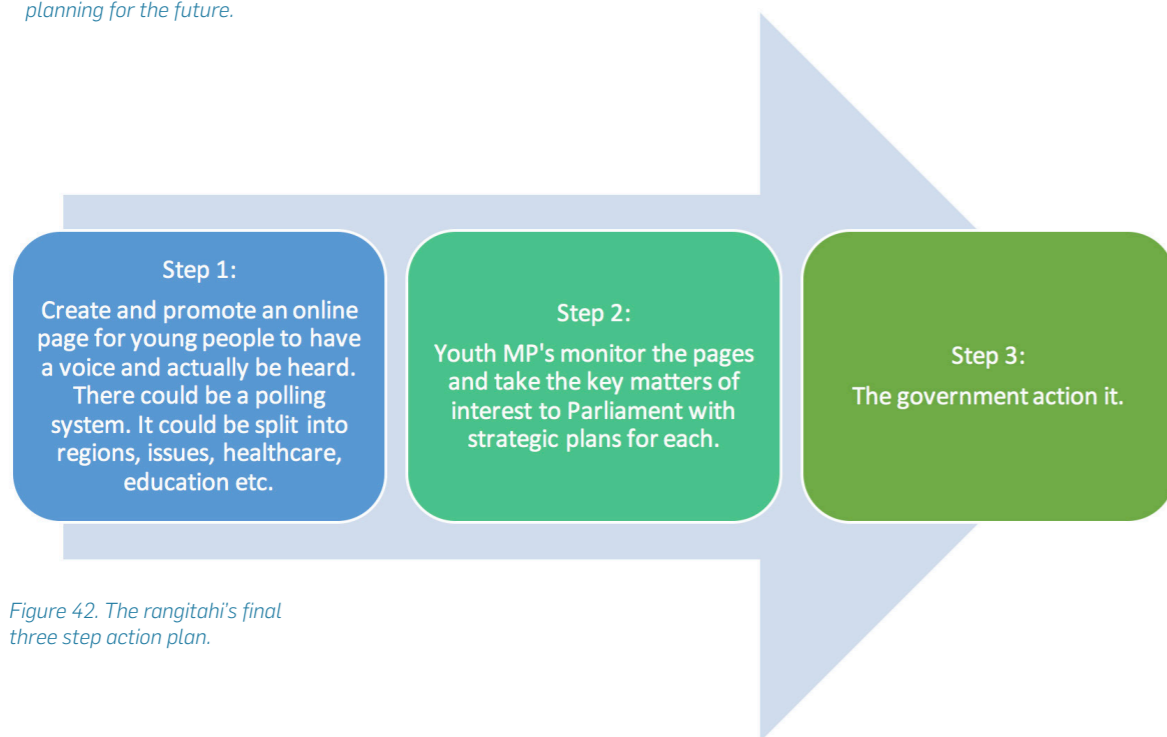 planning for the future.
Step 1:
Create and promote an online
page for young people to have
a voice and actually be heard.
There could be a polling
system. It could be split into
regions, issues, healthcare,
education etc.
Step 2:
Youth MP's monitor the pages
and take the key matters of
interest to Parliament with
strategic plans for each.
Step 3:
The government action it.
Figure 42. The rangitahi's final
three step action plan.